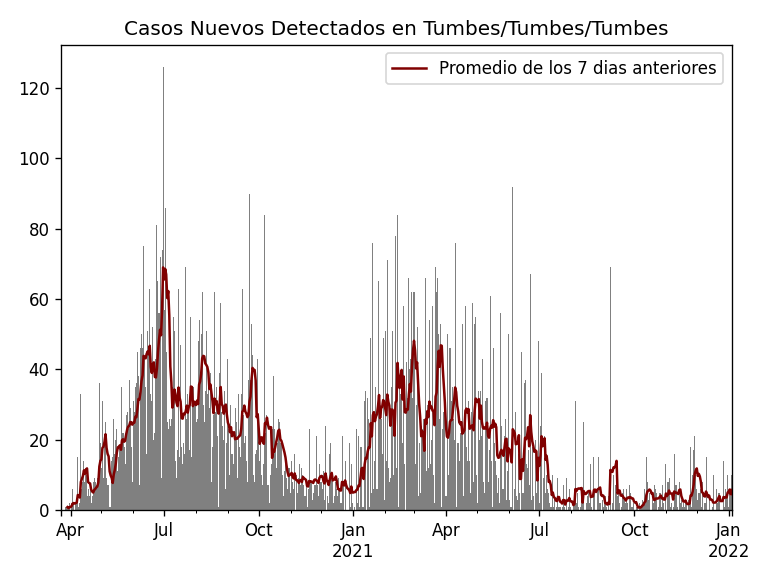 Casos Nuevos Detectados en Tumbes/Tumbes/Tumbes
Promedio de los 7 dias anteriores
120
100
80
60
40
20
0
Apr Jul Oct Jan Apr Jul Oct Jan
2021 2022